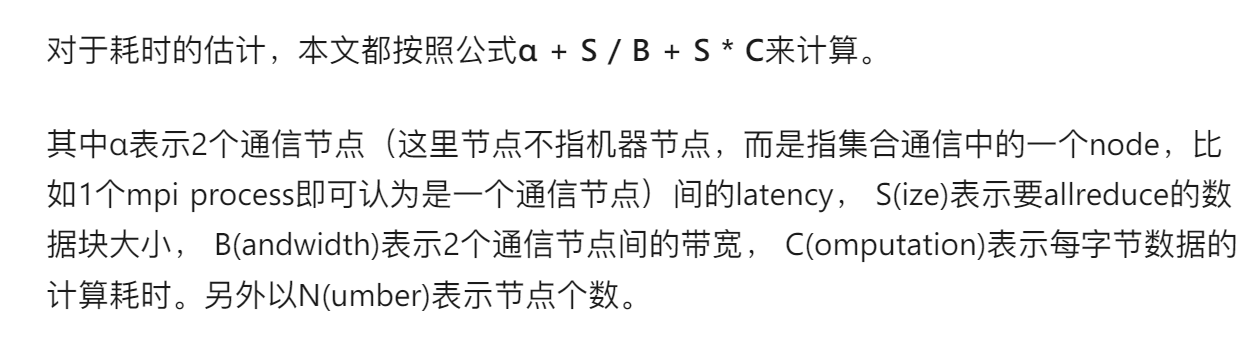 对于耗时的估计，本文都按照公式α + S / B + S * C来计算。
其中α表示2个通信节点（这里节点不指机器节点，而是指集合通信中的一个node，比
如1个mpi process即可认为是一个通信节点）间的latency， S(ize)表示要allreduce的数
据块大小， B(andwidth)表示2个通信节点间的带宽， C(omputation)表示每字节数据的
计算耗时。另外以N(umber)表示节点个数。